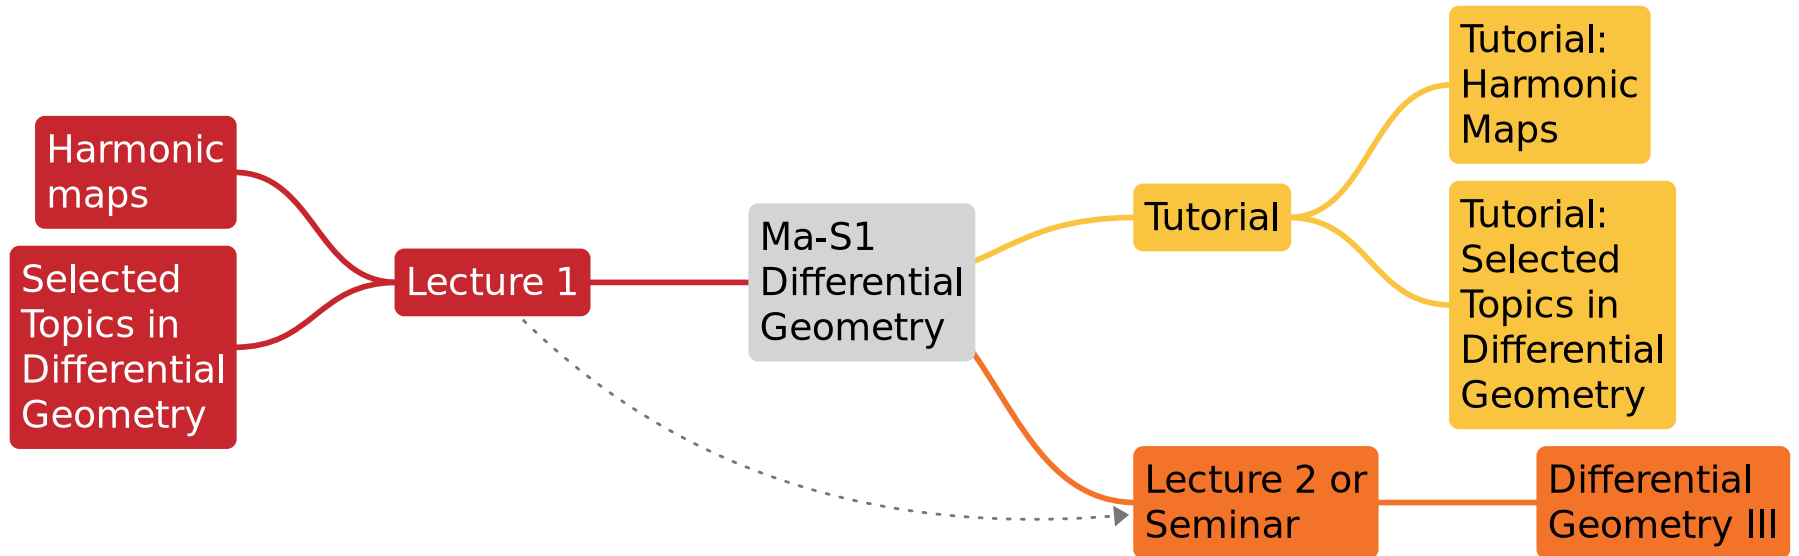 Harmonic
maps
Selected
Topics in
Differential
Geometry
Lecture 1
Ma-S1
Differential
Geometry
Tutorial
Tutorial:
Harmonic
Maps
Tutorial:
Selected
Topics in
Differential
Geometry
Lecture 2 or
Seminar
Differential
Geometry III